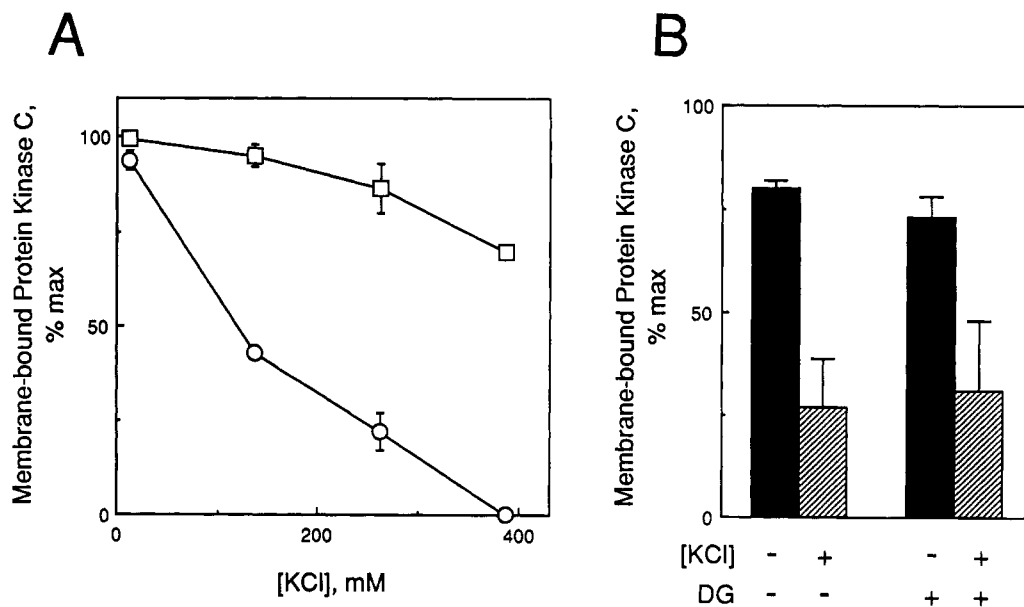 A
Membrane-bound Protein Kinase C,
% max
100
50
0
0
200
400
[KCl], mM
B
Membrane-bound Protein Kinase C,
% max
100
50
0
[KCl] - + - +
DG - - + +